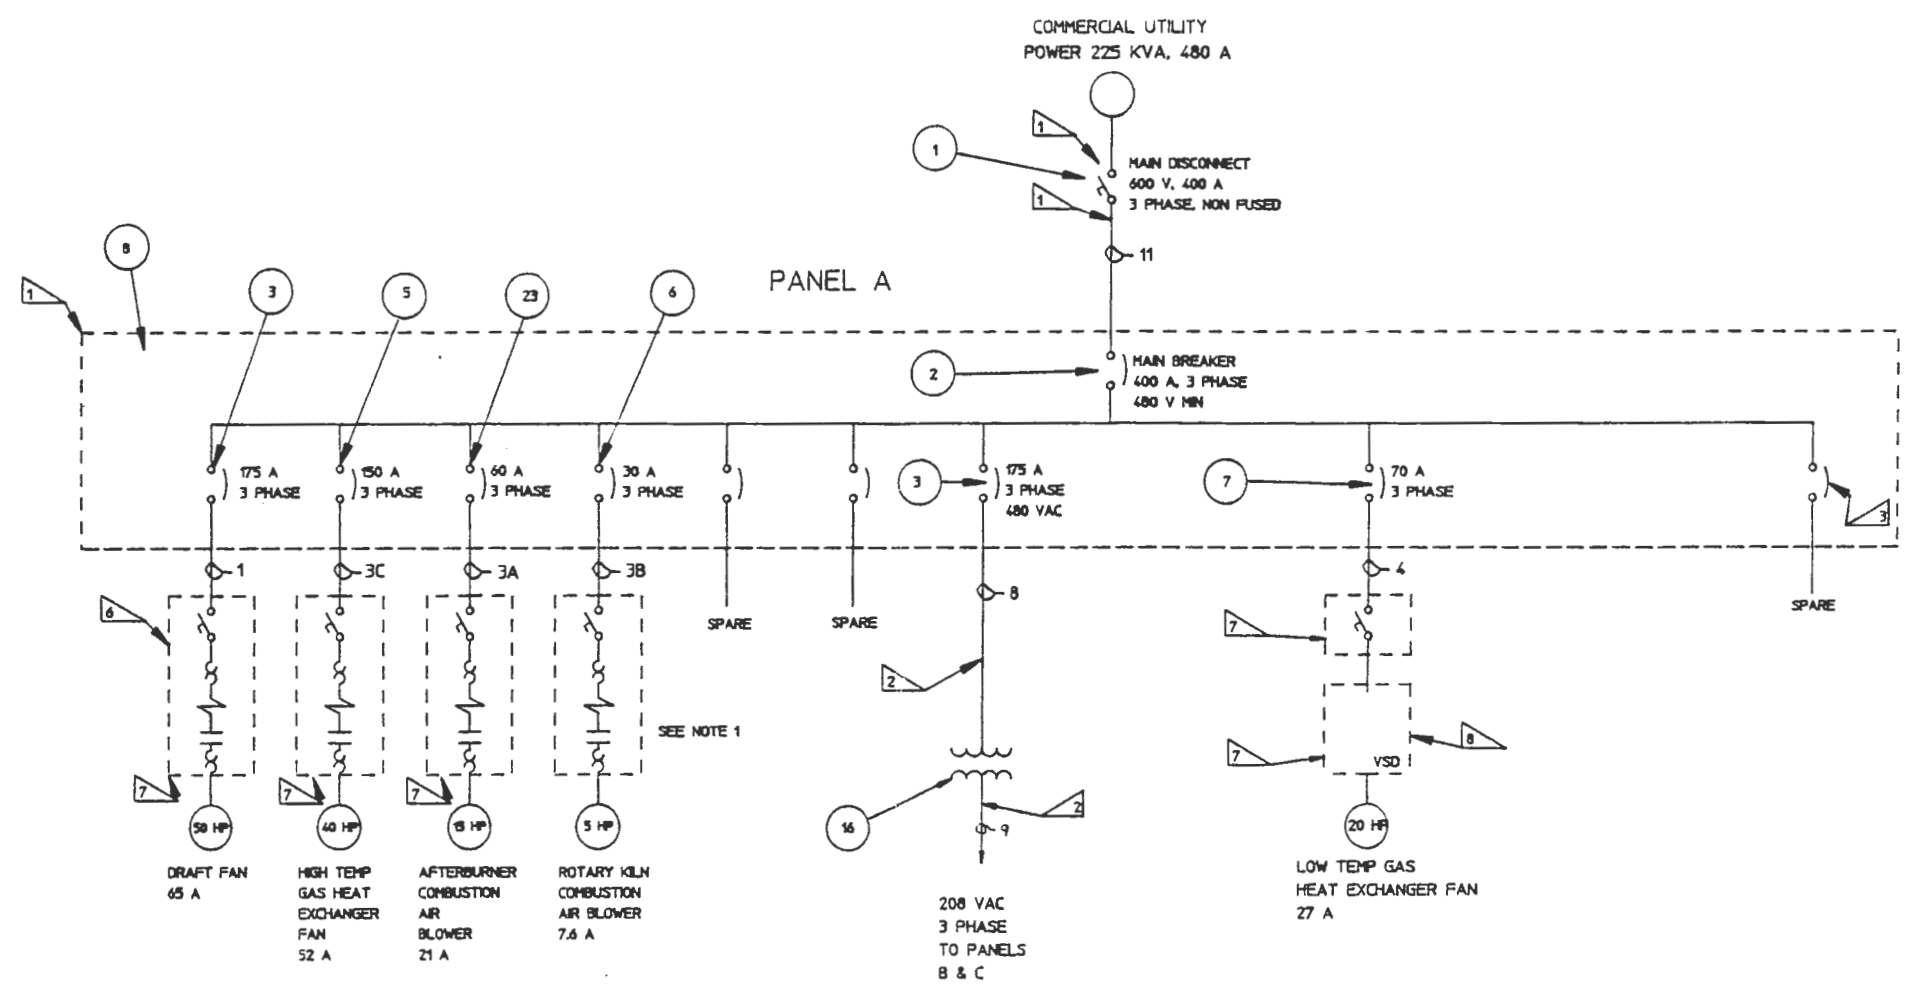 COMMERCIAL UTILITY
POWER 225 KVA, 480 A
1
1
MAIN DISCONNECT
600 V, 400 A
3 PHASE, NON FUSED
1
11
8
PANEL A
1
3
5
23
6
2
MAIN BREAKER
400 A, 3 PHASE
480 V MIN
175 A
3 PHASE
150 A
3 PHASE
60 A
3 PHASE
30 A
3 PHASE
3
175 A
3 PHASE
480 VAC
7
70 A
3 PHASE
3
1
3C
3A
3B
8
4
6
SPARE
SPARE
7
SPARE
2
SEE NOTE 1
7
8
VSD
7
7
7
16
2
9
50 HP
40 HP
15 HP
5 HP
20 HP
DRAFT FAN
65 A
HIGH TEMP
GAS HEAT
EXCHANGER
FAN
52 A
AFTERBURNER
COMBUSTION
AIR
BLOWER
21 A
ROTARY KILN
COMBUSTION
AIR BLOWER
7.6 A
208 VAC
3 PHASE
TO PANELS
B & C
LOW TEMP GAS
HEAT EXCHANGER FAN
27 A